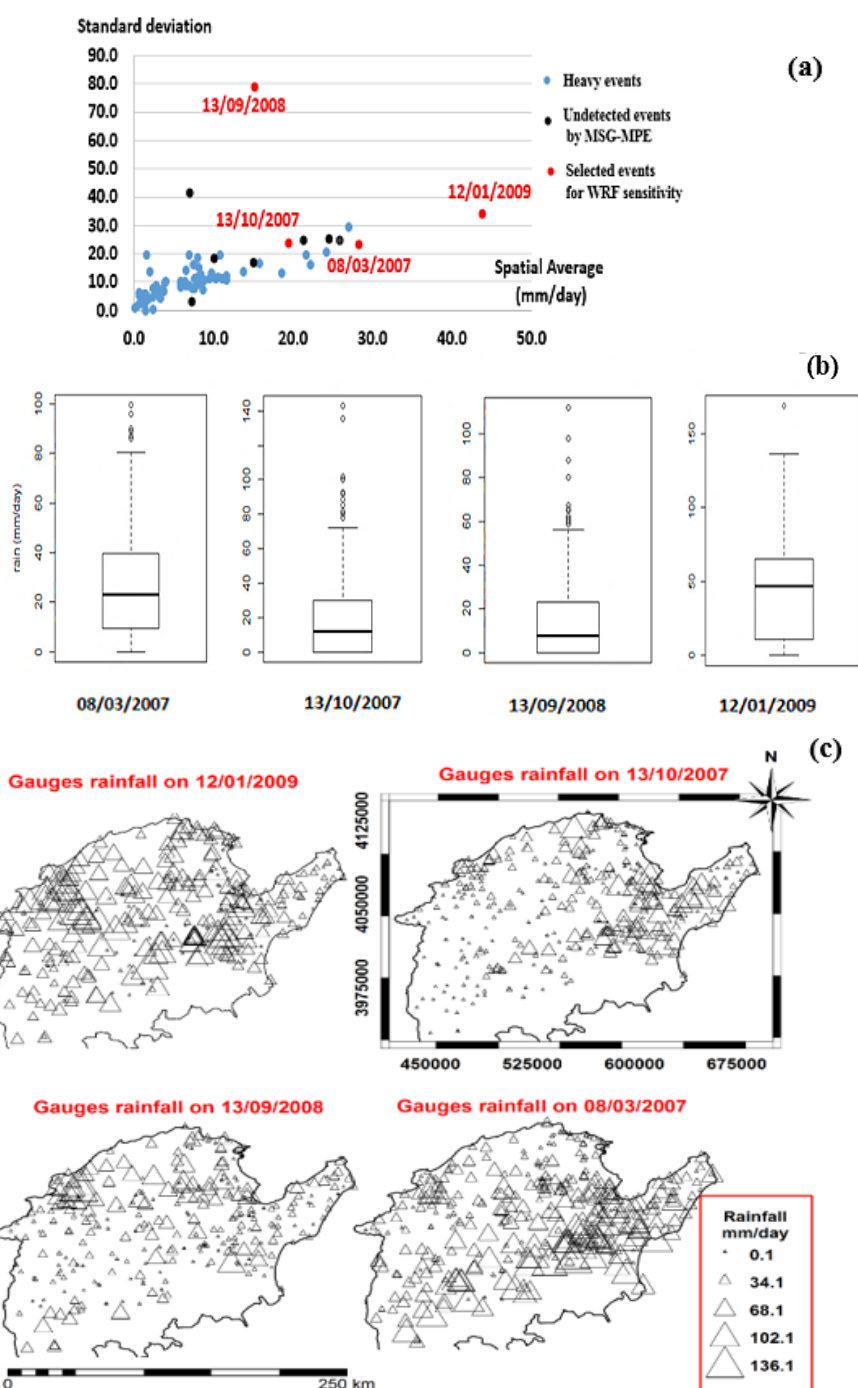 Standard deviation
(a)
90.0
80.0
70.0
60.0
50.0
40.0
30.0
20.0
10.0
0.0
13/09/2008
12/01/2009
13/10/2007
08/03/2007
Heavy events
Undetected events
by MSG-MPE
Selected events
for WRF sensitivity
Spatial Average
(mm/day)
0.0 10.0 20.0 30.0 40.0 50.0
(b)
rain (mm/day)
100
80
60
40
20
0
140
100
80
60
40
20
0
100
80
60
40
20
0
150
100
50
0
08/03/2007 13/10/2007 13/09/2008 12/01/2009
(c)
Gauges rainfall on 12/01/2009
Gauges rainfall on 13/10/2007
N
4125000
4050000
3975000
450000 525000 600000 675000
Gauges rainfall on 13/09/2008
Gauges rainfall on 08/03/2007
Rainfall
mm/day
0.1
34.1
68.1
102.1
136.1
0 250 km